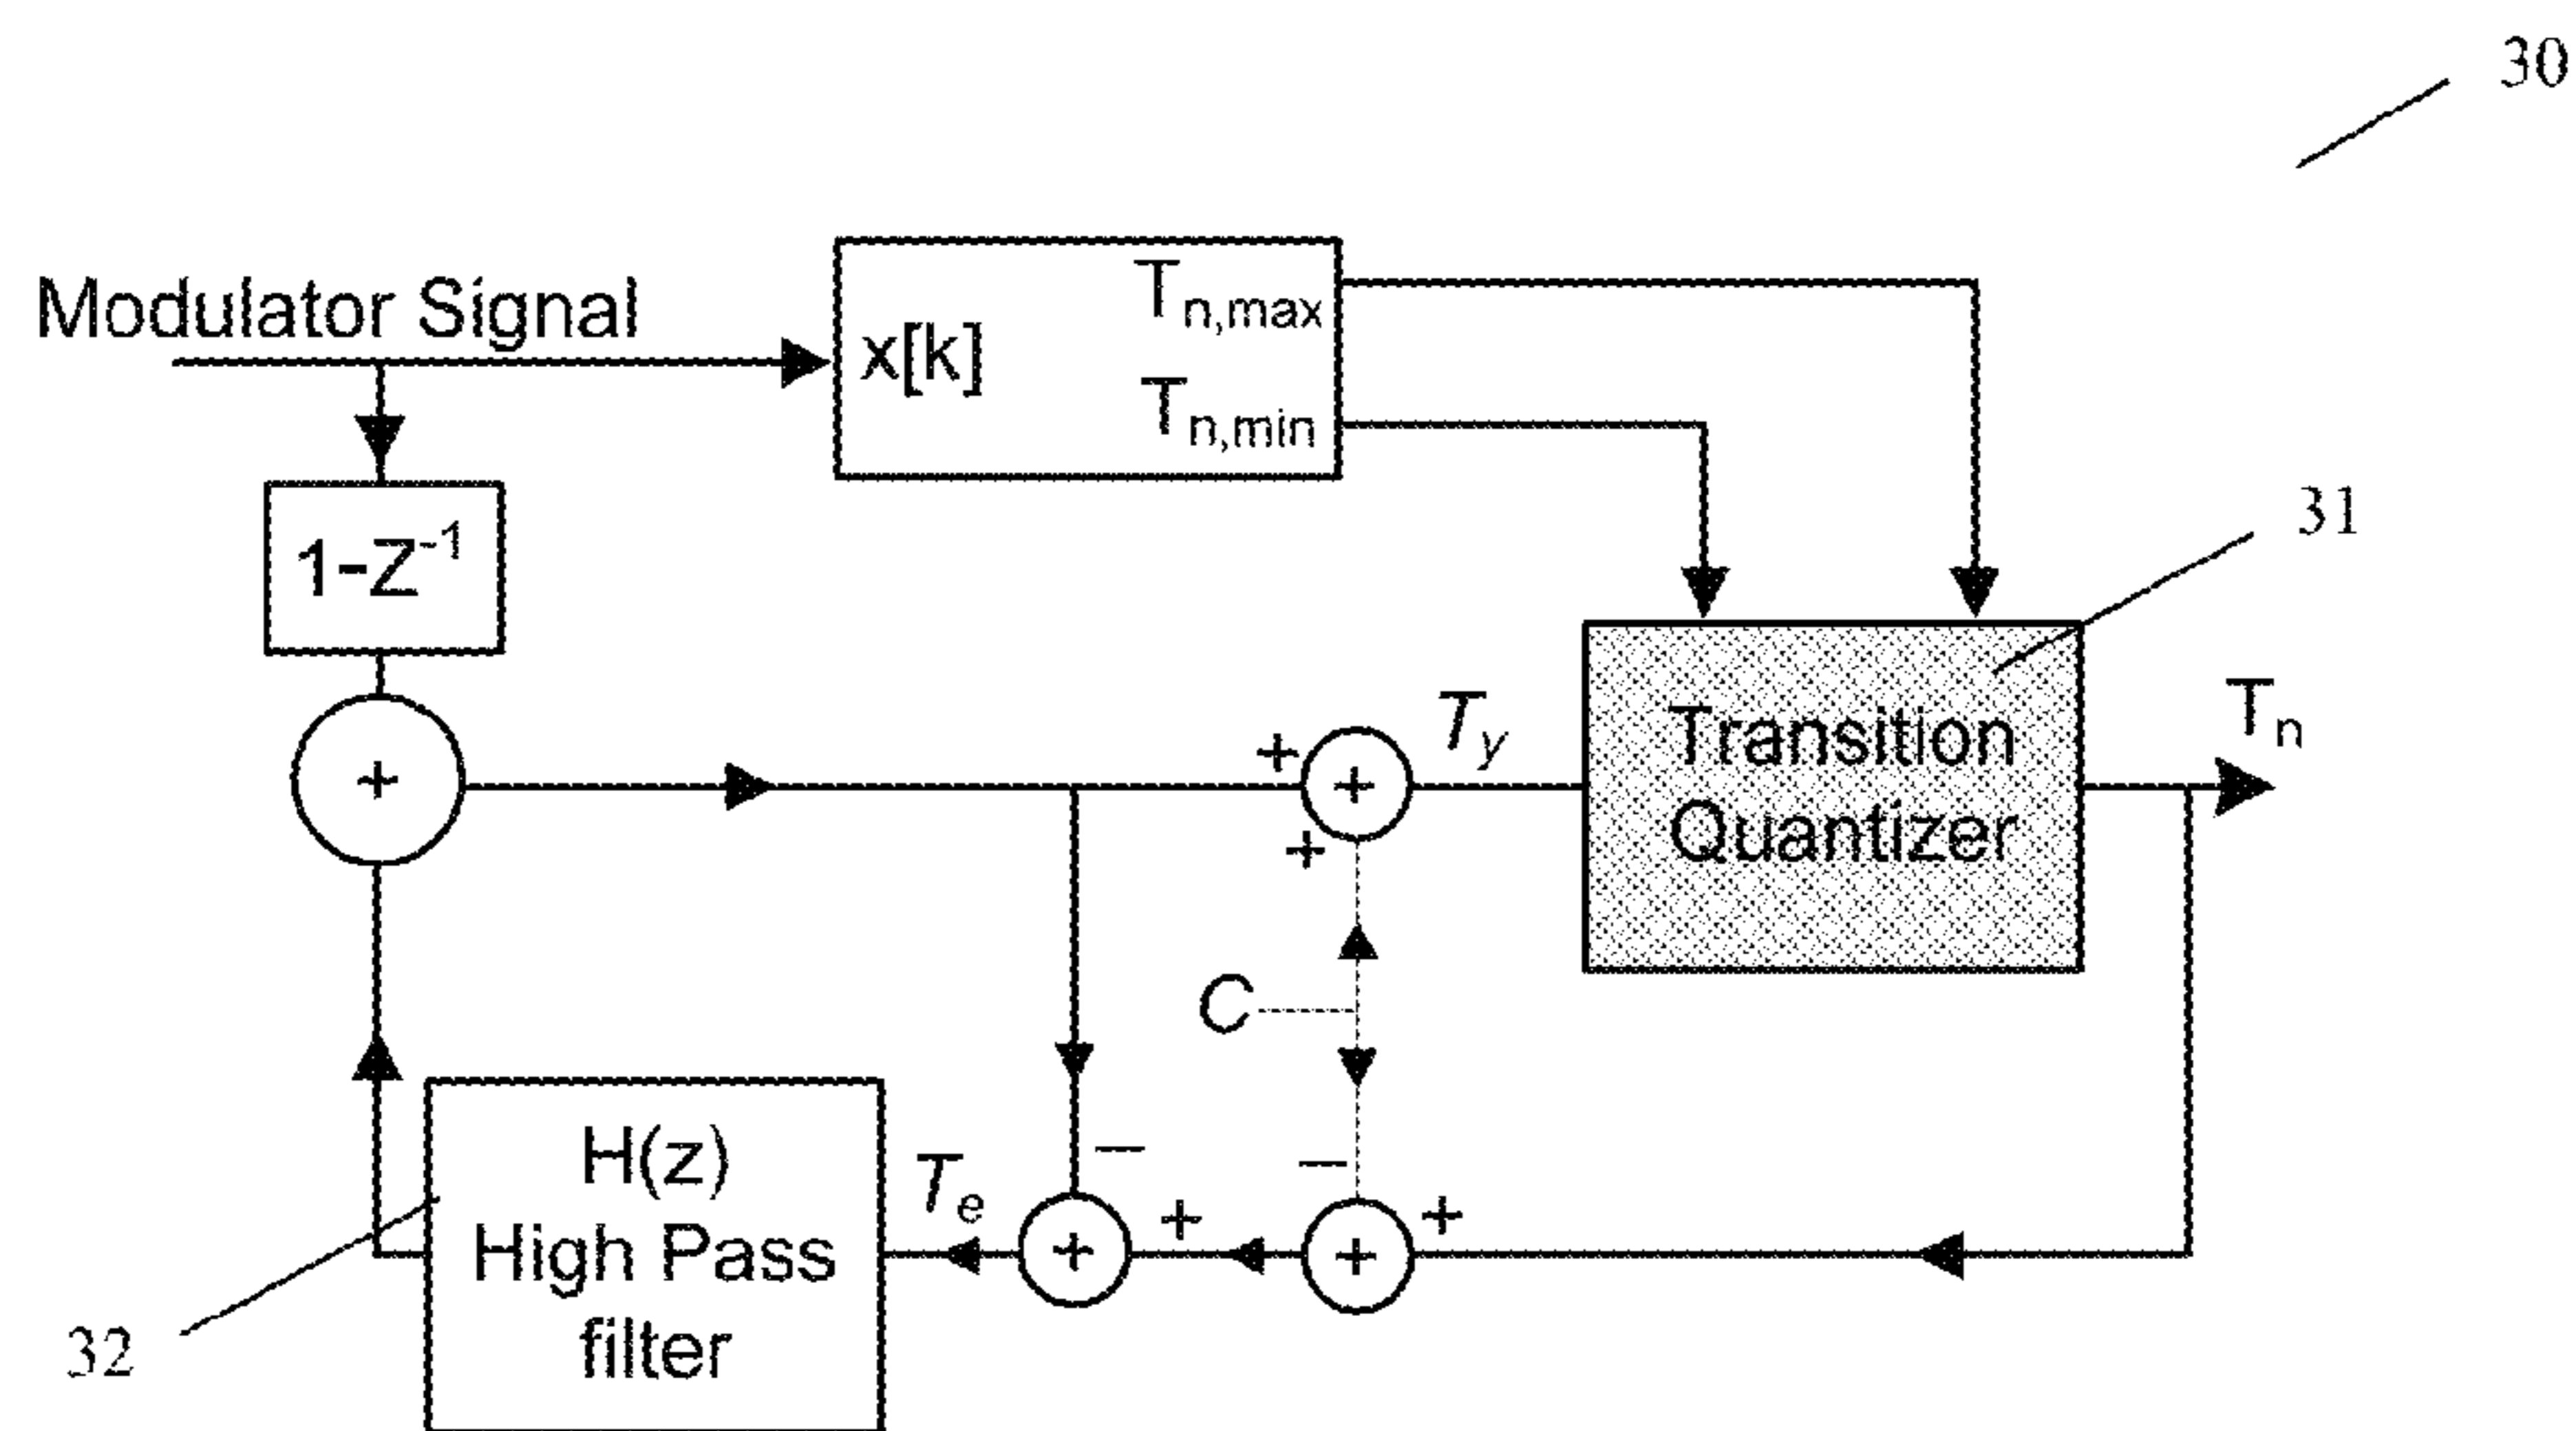 30
Modulator Signal
x[k]
Tn,max
Tn,min
31
1-Z-1
+
+
+
+
Ty
Transition
Quantizer
Tn
C
H(z)
High Pass
filter
Te
−
+
+
−
+
+
32